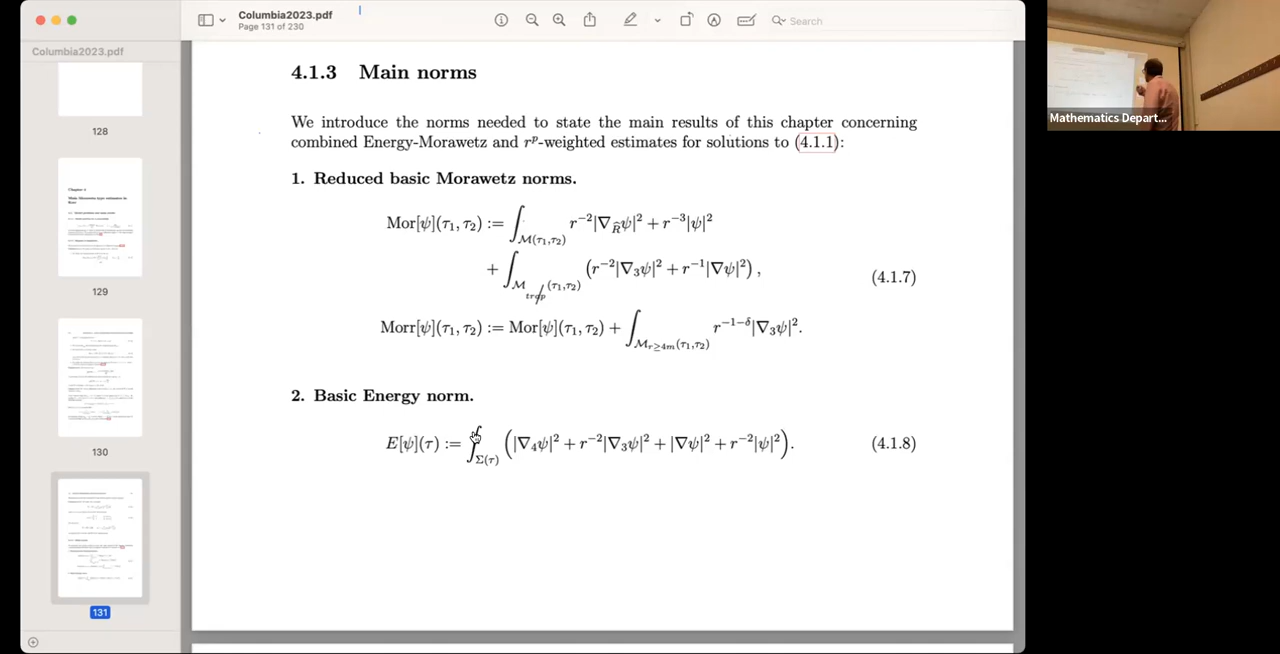 Columbia2023.pdf
Page 131 of 230
Search
Columbia2023.pdf
128
129
130
131
4.1.3 Main norms
We introduce the norms needed to state the main results of this chapter concerning
combined Energy-Morawetz and r^p-weighted estimates for solutions to (4.1.1):
1. Reduced basic Morawetz norms.
Mor[ψ](τ₁, τ₂) := ∫_{M(τ₁,τ₂)} r⁻²|∇_R̂ψ|² + r⁻³|ψ|²
+ ∫_{M_{trap̸}(τ₁,τ₂)} (r⁻²|∇₃ψ|² + r⁻¹|∇ψ|²), (4.1.7)
Morr[ψ](τ₁, τ₂) := Mor[ψ](τ₁, τ₂) + ∫_{M_{r≥4m}(τ₁,τ₂)} r^{-1-δ}|∇₃ψ|².
2. Basic Energy norm.
E[ψ](τ) := ∫_{Σ(τ)} (|∇₄ψ|² + r⁻²|∇₃ψ|² + |∇ψ|² + r⁻²|ψ|²). (4.1.8)
Mathematics Depart...